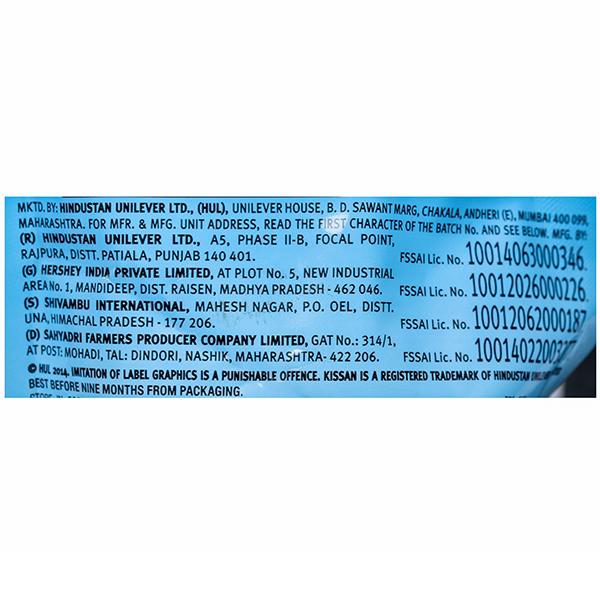 MKTD. BY: HINDUSTAN UNILEVER LTD., (HUL), UNILEVER HOUSE, B. D. SAWANT MARG, CHAKALA, ANDHERI (E), MUMBAI 400 099,
MAHARASHTRA. FOR MFR. & MFG. UNIT ADDRESS, READ THE FIRST CHARACTER OF THE BATCH No. AND SEE BELOW. MFG. BY:
(R) HINDUSTAN UNILEVER LTD., A5, PHASE II-B, FOCAL POINT,
RAJPURA, DISTT. PATIALA, PUNJAB 140 401. FSSAI Lic. No. 10014063000346.
(G) HERSHEY INDIA PRIVATE LIMITED, AT PLOT No. 5, NEW INDUSTRIAL
AREA No. 1, MANDIDEEP, DIST. RAISEN, MADHYA PRADESH - 462 046. FSSAI Lic. No. 10012026000226.
(S) SHIVAMBU INTERNATIONAL, MAHESH NAGAR, P.O. OEL, DISTT.
UNA, HIMACHAL PRADESH - 177 206. FSSAI Lic. No. 10012062000187
(D) SAHYADRI FARMERS PRODUCER COMPANY LIMITED, GAT No.: 314/1,
AT POST: MOHADI, TAL: DINDORI, NASHIK, MAHARASHTRA- 422 206. FSSAI Lic. No.
© HUL 2014. IMITATION OF LABEL GRAPHICS IS A PUNISHABLE OFFENCE. KISSAN IS A REGISTERED TRADEMARK OF HINDUSTAN
BEST BEFORE NINE MONTHS FROM PACKAGING.